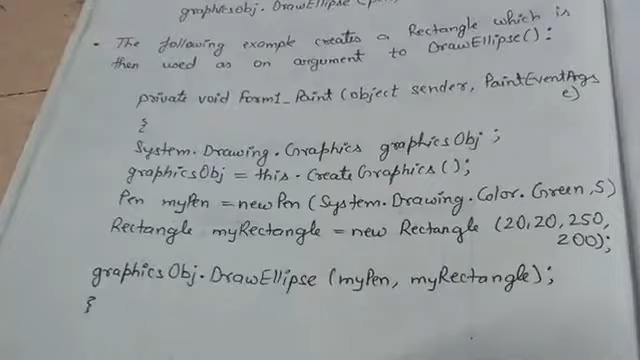 graphicsobj. DrawEllipse (
• The following example creates a Rectangle which is
then used as an argument to DrawEllipse():
private void Form1_Paint (object sender, PaintEventArgs
e)
{
System.Drawing.Graphics graphicsObj ;
graphicsObj = this.CreateGraphics();
Pen myPen = newPen (System.Drawing.Color.Green, 5)
Rectangle myRectangle = new Rectangle (20,20,250,
200);
graphicsObj.DrawEllipse (myPen, myRectangle);
}